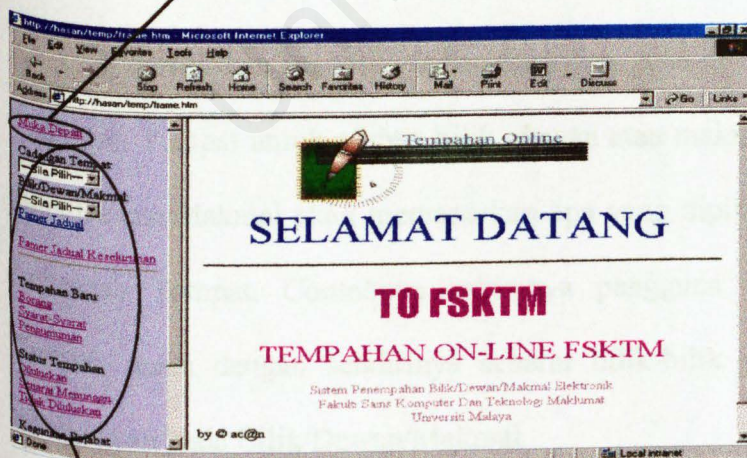 http://hasan/temp/frame.htm - Microsoft Internet Explorer
File Edit View Favorites Tools Help
Back Stop Refresh Home Search Favorites History Mail Print Edit Discuss
Address http://hasan/temp/frame.htm Go Links
Muka Depan
Cadangan Tempat:
---Sila Pilih---
Bilik/Dewan/Makmal:
---Sila Pilih---
Pamer Jadual
Pamer Jadual Keseluruhan
Tempahan Baru:
Borang
Syarat-Syarat
Pengumuman
Status Tempahan
Diluluskan
Senarai Menunggu
Tidak Diluluskan
Tempahan Online
SELAMAT DATANG
TO FSKTM
TEMPAHAN ON-LINE FSKTM
Sistem Penempahan Bilik/Dewan/Makmal Elektronik
Fakulti Sains Komputer Dan Teknologi Maklumat
Universiti Malaya
by © ac@n
Done Local intranet